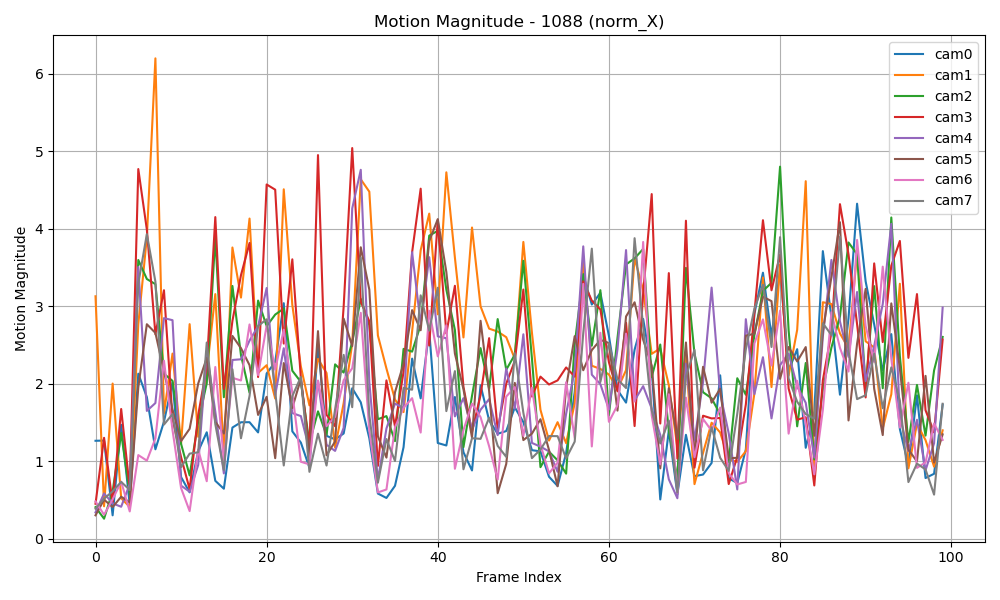 Motion Magnitude - 1088 (norm_X)
Motion Magnitude
6
5
4
3
2
1
0
0 20 40 60 80 100
Frame Index
cam0
cam1
cam2
cam3
cam4
cam5
cam6
cam7